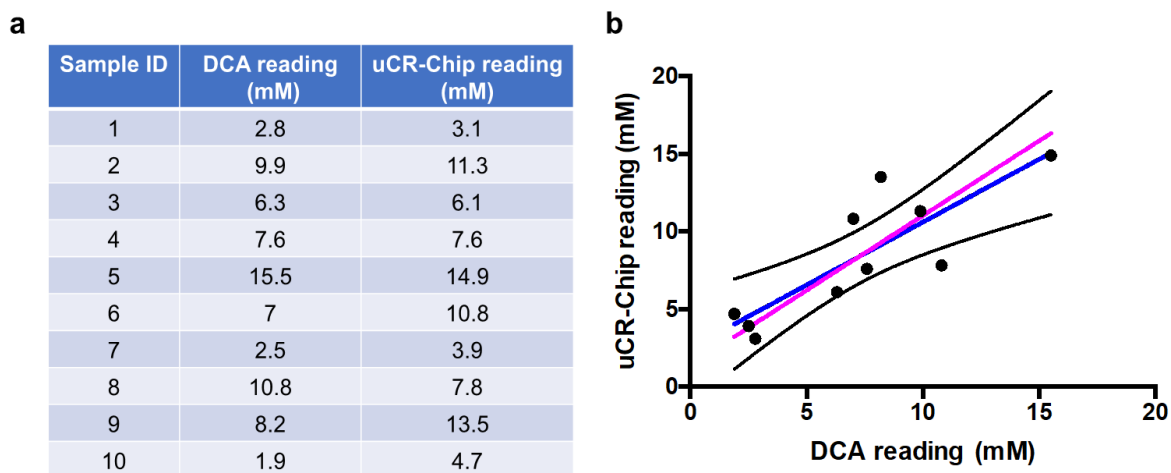 a
Sample ID DCA reading (mM) uCR-Chip reading (mM)
1 2.8 3.1
2 9.9 11.3
3 6.3 6.1
4 7.6 7.6
5 15.5 14.9
6 7 10.8
7 2.5 3.9
8 10.8 7.8
9 8.2 13.5
10 1.9 4.7
b
uCR-Chip reading (mM)
20
15
10
5
0
0 5 10 15 20
DCA reading (mM)